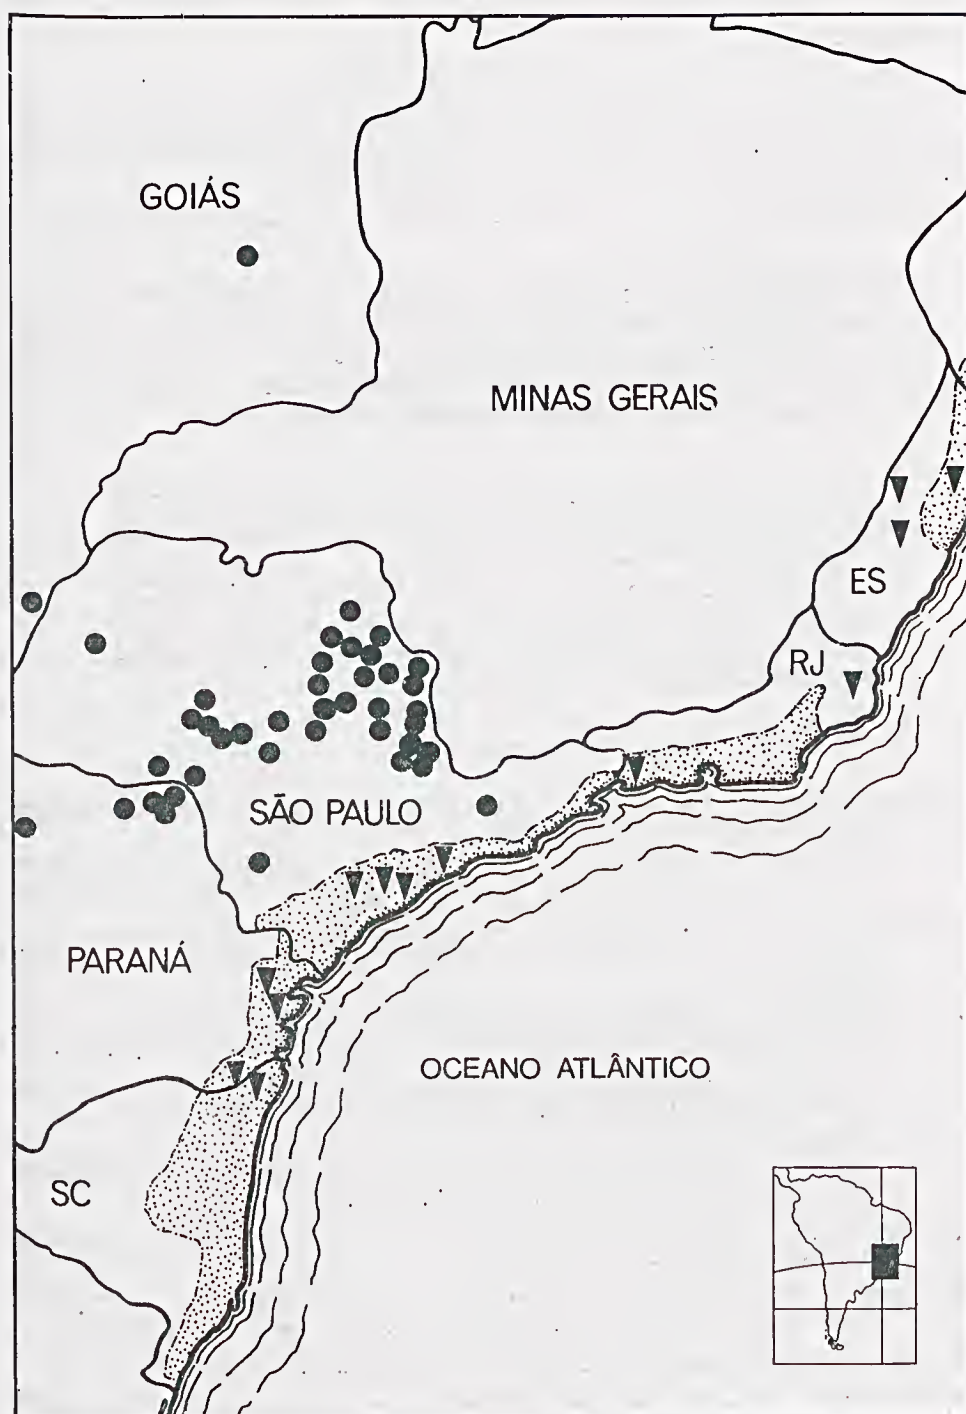 GOIÁS
MINAS GERAIS
ES
RJ
SÃO PAULO
PARANÁ
OCEANO ATLÂNTICO
SC